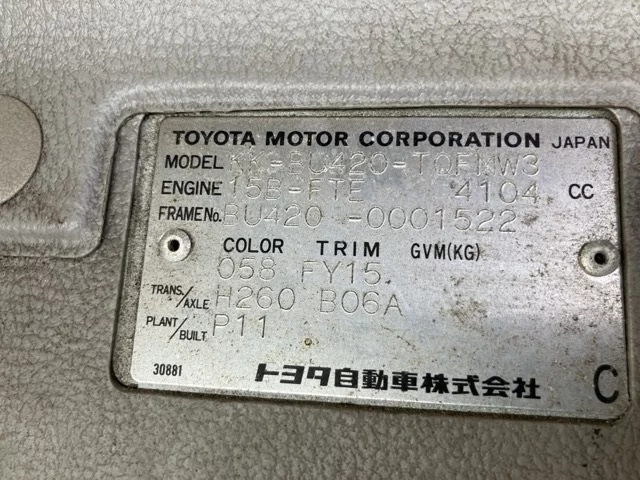 TOYOTA MOTOR CORPORATION JAPAN
MODEL KK-BU420-TQFNW3
ENGINE 15B-FTE 4104 CC
FRAME No. BU420 -0001522
COLOR TRIM GVM(KG)
058 FY15
TRANS/AXLE H260 B06A
PLANT/BUILT P11
30881 トヨタ自動車株式会社 C